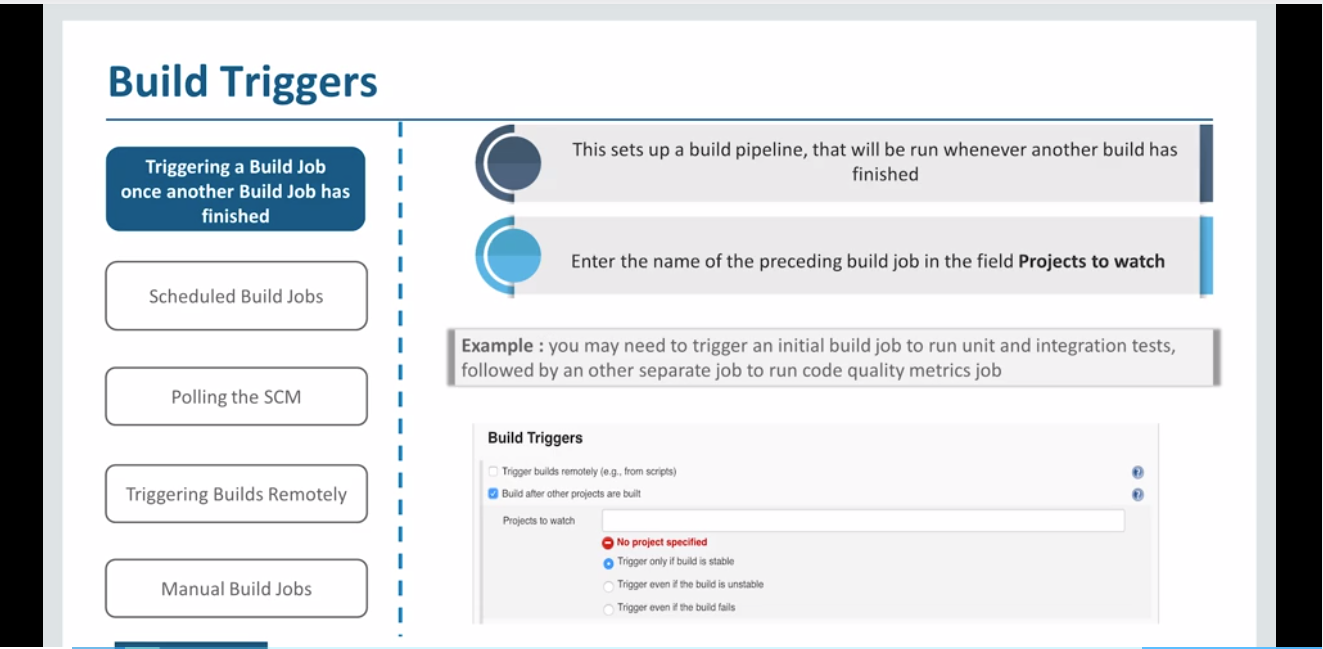 Build Triggers
Triggering a Build Job
once another Build Job has
finished
Scheduled Build Jobs
Polling the SCM
Triggering Builds Remotely
Manual Build Jobs
This sets up a build pipeline, that will be run whenever another build has
finished
Enter the name of the preceding build job in the field Projects to watch
Example : you may need to trigger an initial build job to run unit and integration tests,
followed by an other separate job to run code quality metrics job
Build Triggers
Trigger builds remotely (e.g., from scripts)
Build after other projects are built
Projects to watch
No project specified
Trigger only if build is stable
Trigger even if the build is unstable
Trigger even if the build fails